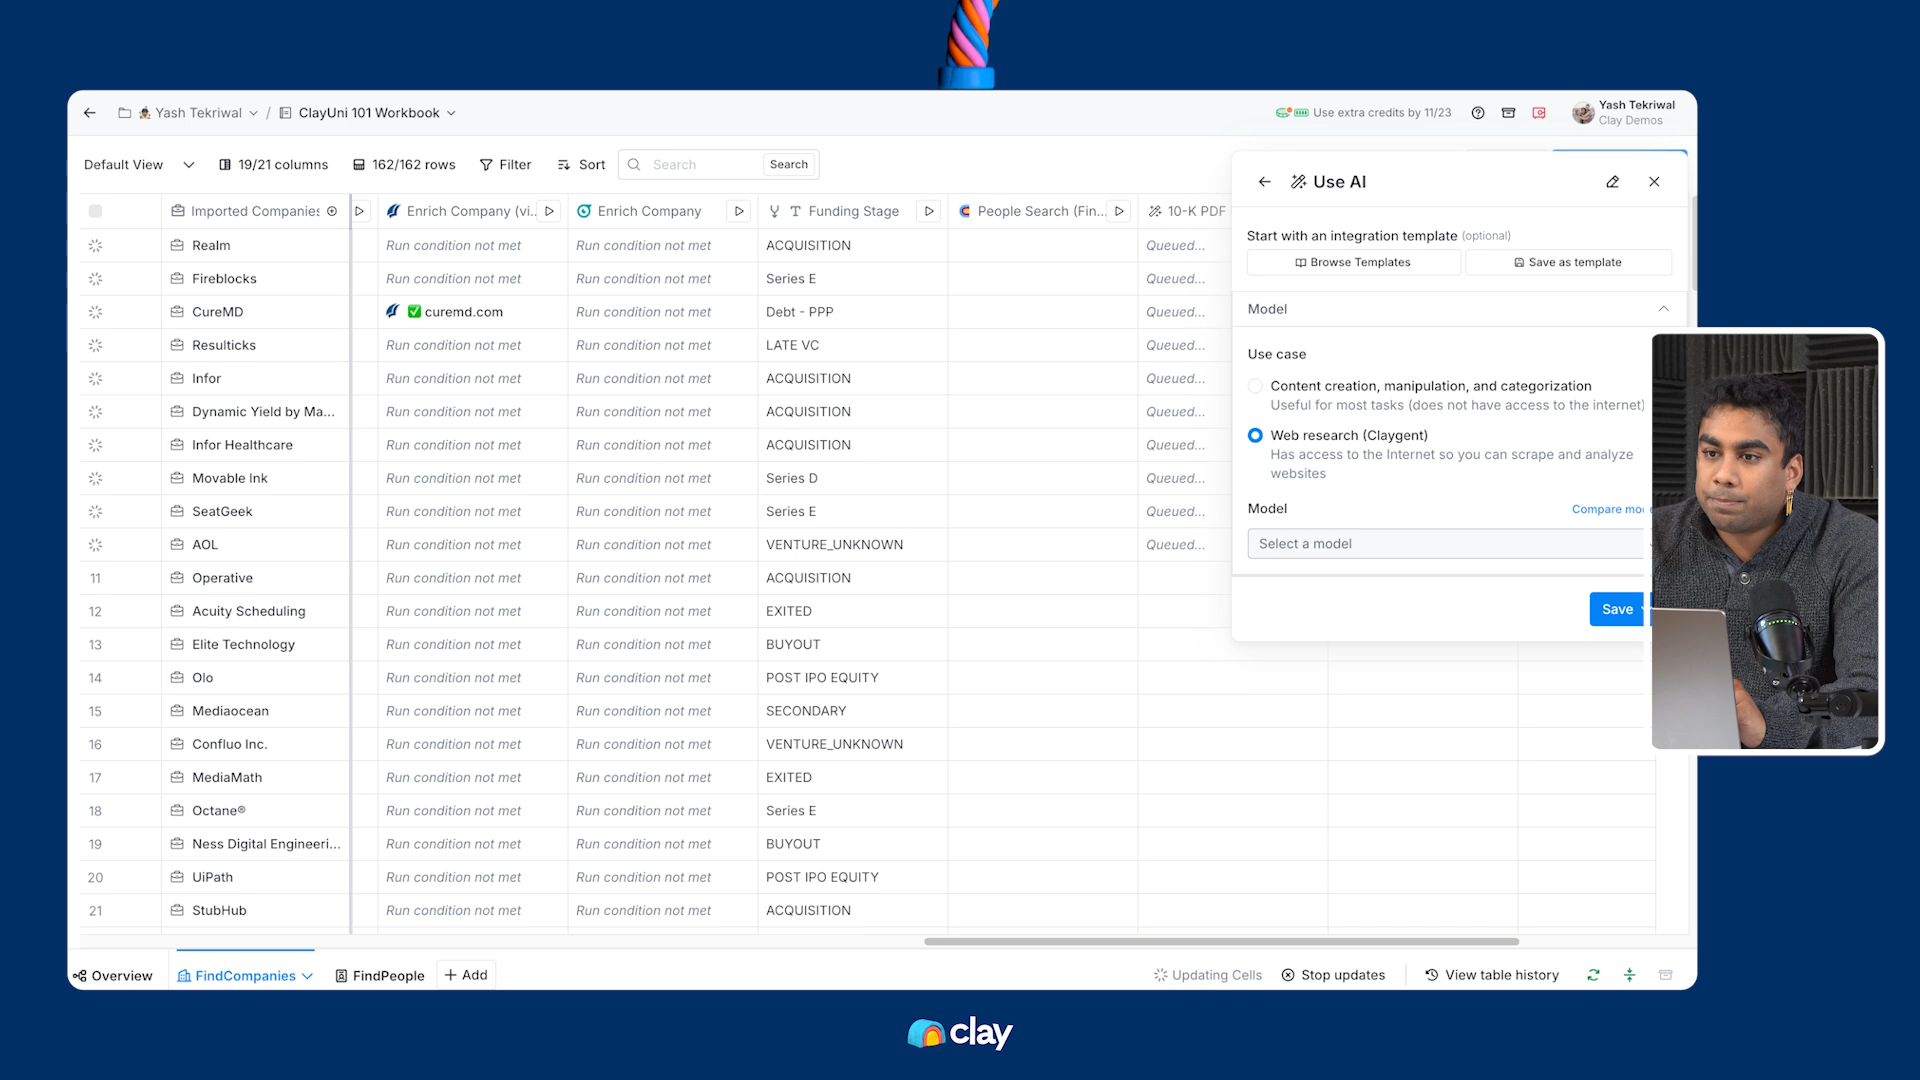 Yash Tekriwal / ClayUni 101 Workbook
Use extra credits by 11/23
Yash Tekriwal
Clay Demos
Default View 19/21 columns 162/162 rows Filter Sort Search Search
Imported Companies Enrich Company (vi... Enrich Company Funding Stage People Search (Fin... 10-K PDF
Realm Run condition not met Run condition not met ACQUISITION Queued...
Fireblocks Run condition not met Run condition not met Series E Queued...
CureMD curemd.com Run condition not met Debt - PPP Queued...
Resulticks Run condition not met Run condition not met LATE VC Queued...
Infor Run condition not met Run condition not met ACQUISITION Queued...
Dynamic Yield by Ma... Run condition not met Run condition not met ACQUISITION Queued...
Infor Healthcare Run condition not met Run condition not met ACQUISITION Queued...
Movable Ink Run condition not met Run condition not met Series D Queued...
SeatGeek Run condition not met Run condition not met Series E Queued...
AOL Run condition not met Run condition not met VENTURE_UNKNOWN Queued...
11 Operative Run condition not met Run condition not met ACQUISITION
12 Acuity Scheduling Run condition not met Run condition not met EXITED
13 Elite Technology Run condition not met Run condition not met BUYOUT
14 Olo Run condition not met Run condition not met POST IPO EQUITY
15 Mediaocean Run condition not met Run condition not met SECONDARY
16 Confluo Inc. Run condition not met Run condition not met VENTURE_UNKNOWN
17 MediaMath Run condition not met Run condition not met EXITED
18 Octane® Run condition not met Run condition not met Series E
19 Ness Digital Engineeri... Run condition not met Run condition not met BUYOUT
20 UiPath Run condition not met Run condition not met POST IPO EQUITY
21 StubHub Run condition not met Run condition not met ACQUISITION
Use AI
Start with an integration template (optional)
Browse Templates Save as template
Model
Use case
Content creation, manipulation, and categorization
Useful for most tasks (does not have access to the internet)
Web research (Claygent)
Has access to the Internet so you can scrape and analyze
websites
Model Compare mo
Select a model
Save
Overview FindCompanies FindPeople + Add Updating Cells Stop updates View table history
clay